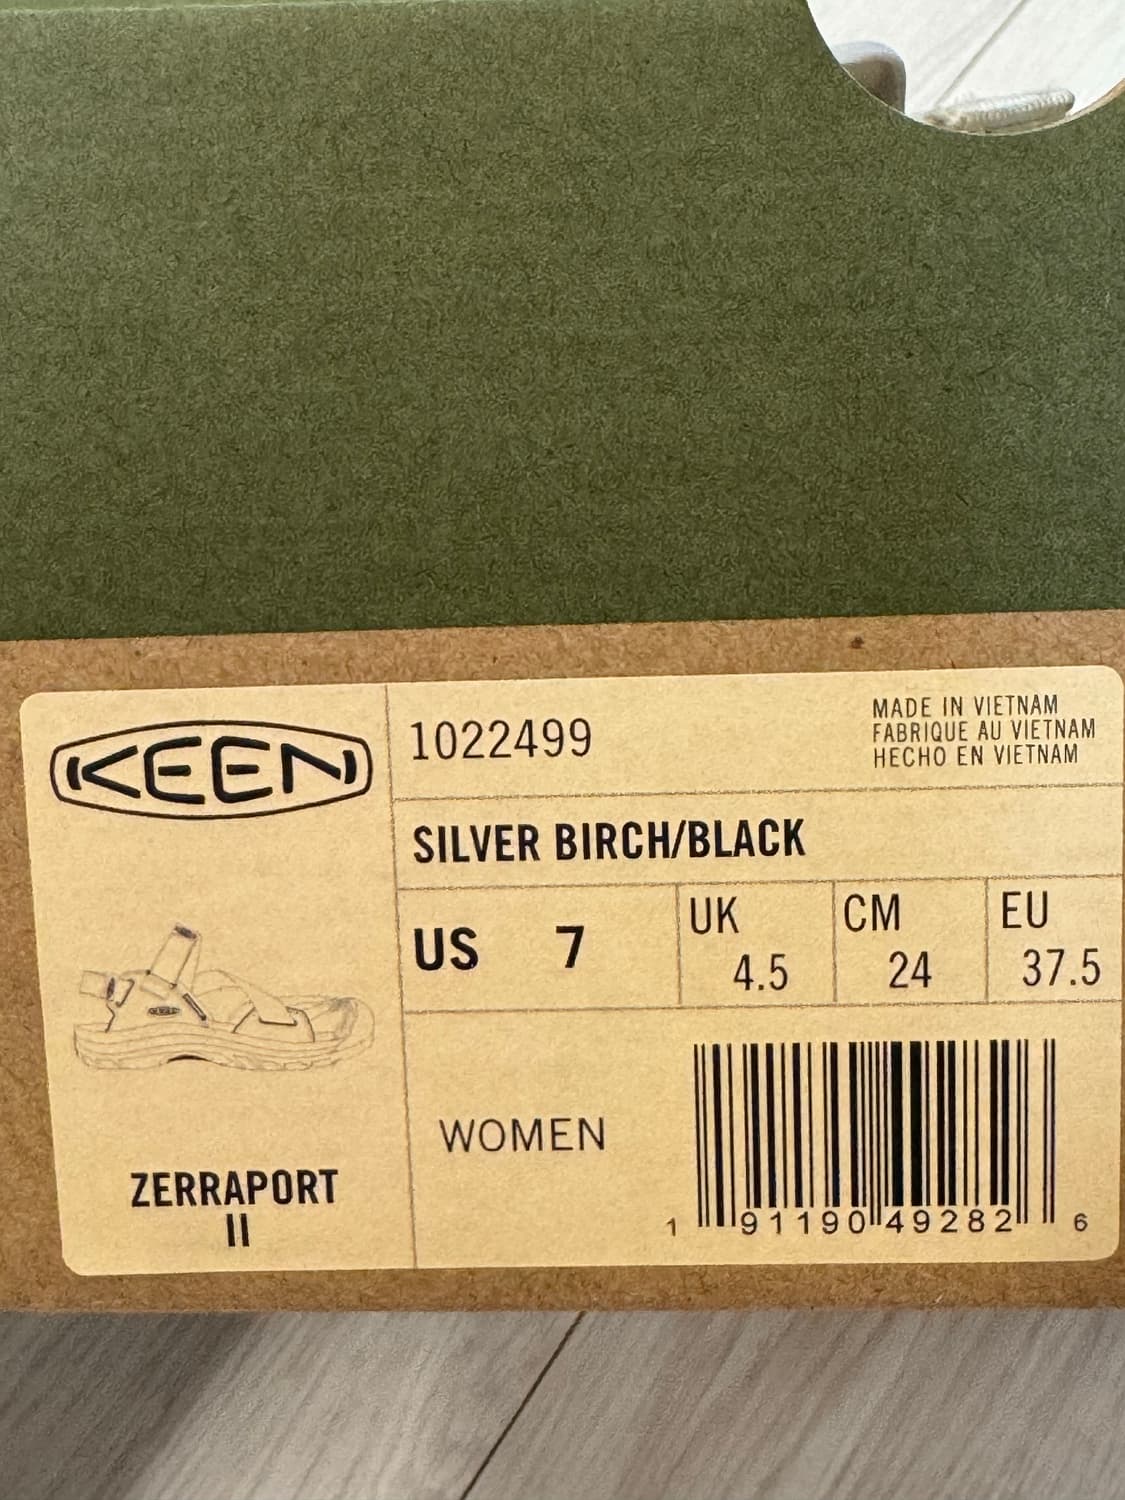 KEEN
1022499
MADE IN VIETNAM
FABRIQUE AU VIETNAM
HECHO EN VIETNAM
SILVER BIRCH/BLACK
US 7
UK 4.5
CM 24
EU 37.5
WOMEN
ZERRAPORT
II
1 91190 49282 6